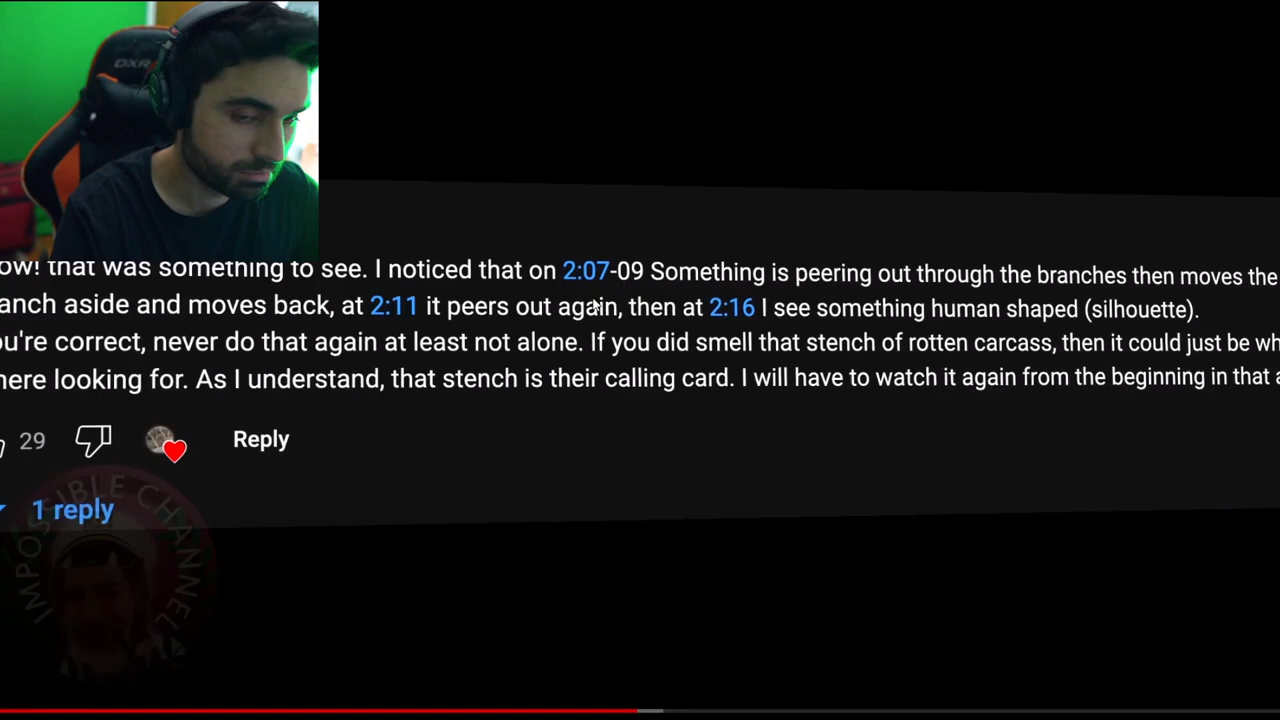 DXR
ow! that was something to see. I noticed that on 2:07-09 Something is peering out through the branches then moves the
anch aside and moves back, at 2:11 it peers out again, then at 2:16 I see something human shaped (silhouette).
ou're correct, never do that again at least not alone. If you did smell that stench of rotten carcass, then it could just be wh
here looking for. As I understand, that stench is their calling card. I will have to watch it again from the beginning in that a
29 Reply
1 reply
IMPOSSIBLE CHANNEL